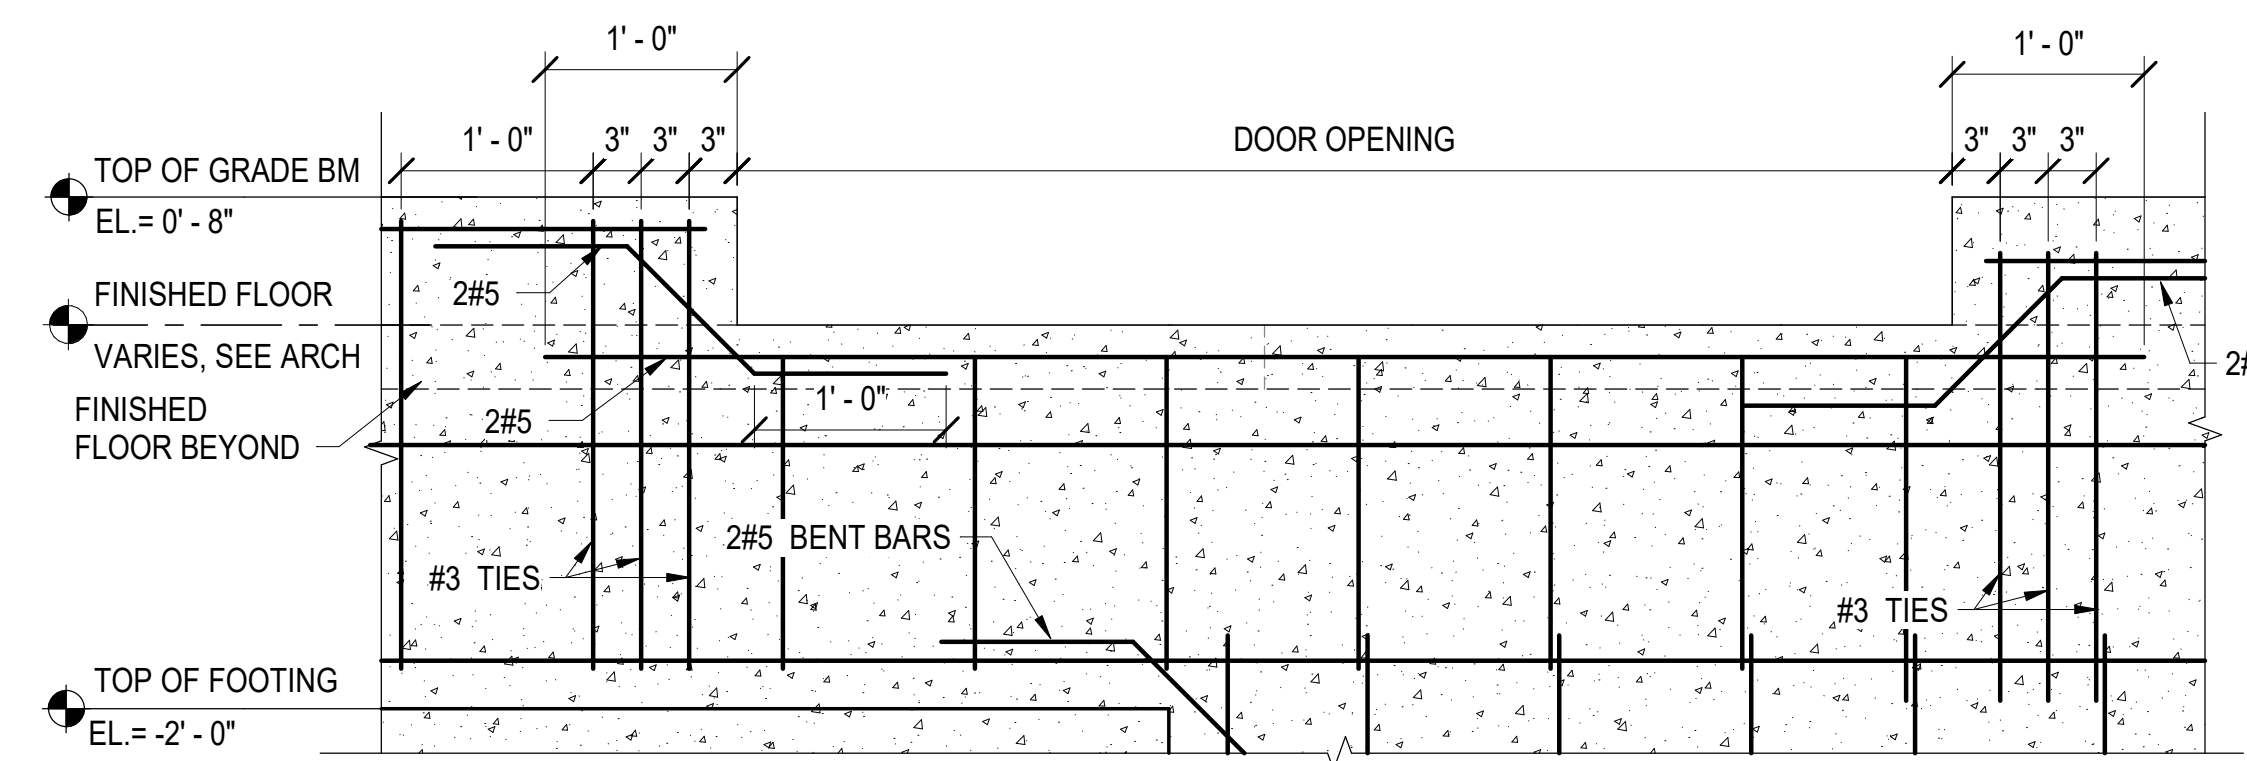 1' - 0"
1' - 0"
1' - 0"
3"
3"
3"
DOOR OPENING
3"
3"
3"
TOP OF GRADE BM
EL.= 0' - 8"
2#5
FINISHED FLOOR
VARIES, SEE ARCH
2#
FINISHED
FLOOR BEYOND
1' - 0"
2#5
2#5 BENT BARS
#3 TIES
#3 TIES
TOP OF FOOTING
EL.= -2' - 0"